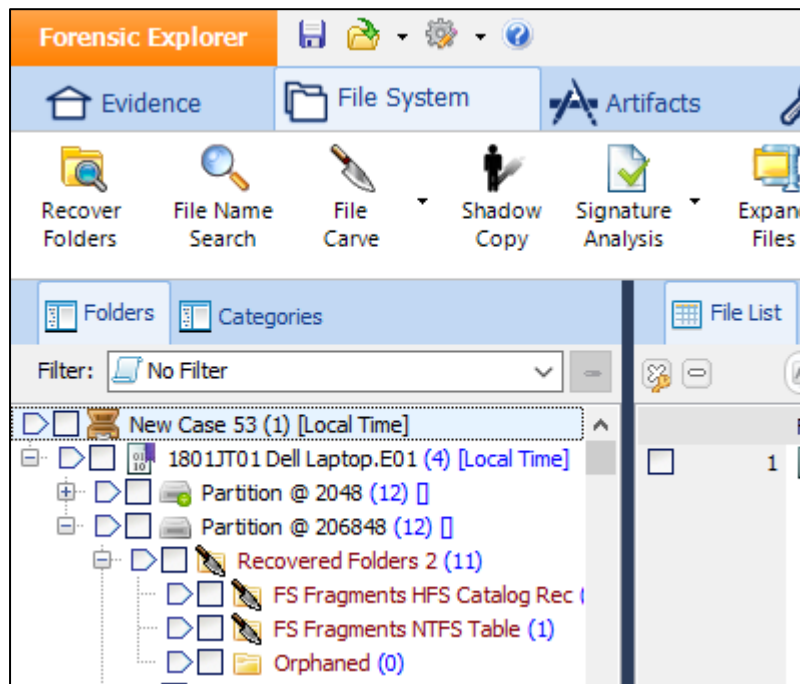 Forensic Explorer
Evidence File System Artifacts
Recover Folders File Name Search File Carve Shadow Copy Signature Analysis Files
Folders Categories File List
Filter: No Filter
New Case 53 (1) [Local Time]
1801JT01 Dell Laptop.E01 (4) [Local Time] 1
Partition @ 2048 (12) []
Partition @ 206848 (12) []
Recovered Folders 2 (11)
FS Fragments HFS Catalog Rec (
FS Fragments NTFS Table (1)
Orphaned (0)